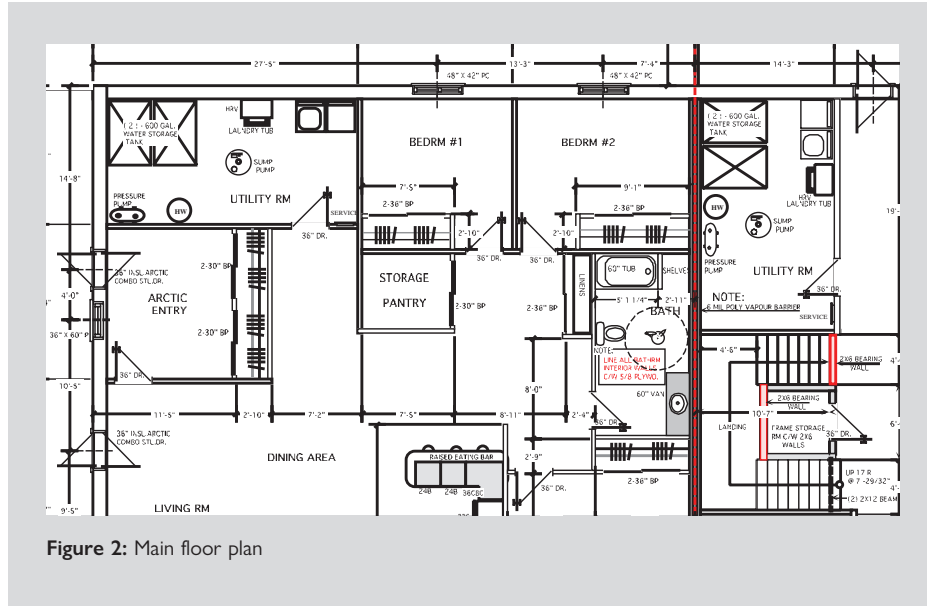 27'-5"
13'-3"
7'-4"
14'-3"
48" X 42" PC
48" X 42" PC
( 2 ) - 600 GAL.
WATER STORAGE
TANK
HRV
LAUNDRY TUB
SUMP
PUMP
BEDRM #1
BEDRM #2
( 2 ) - 600 GAL.
WATER STORAGE
TANK
14'-8"
PRESSURE
PUMP
HW
UTILITY RM
SERVICE
36" DR.
7'-5"
2-36" BP
2'-10"
36" DR.
9'-1"
2-36" BP
2'-10"
36" DR.
HRV
LAUNDRY TUB
HW
SUMP
PUMP
PRESSURE
PUMP
UTILITY RM
36" DR.
19'-
NOTE:
6 MIL POLY VAPOUR BARRIER
SERVICE
36" INSL.ARCTIC
COMBO STL.DR.
4'-0"
36" X 60" P
ARCTIC
ENTRY
2-30" BP
2-30" BP
36" DR.
STORAGE
PANTRY
2-30" BP
LINENS
60" TUB
SHELVES
5' 1 1/4"
2'-11"
BATH
NOTE:
LINE ALL BATHRM
INTERIOR WALLS
C/W 5/8 PLYWD.
60" VAN
36" DR.
4'-6"
2X6 BEARING
WALL
4'-
2X6 BEARING
WALL
10'-7"
LANDING
FRAME STORAGE
RM C/W 2X6
WALLS
36" DR.
6'-
UP 17 R
@ 7 -29/32"
4'-
(2) 2X12 BEAM
10'-5"
11'-5"
2'-10"
7'-2"
7'-5"
8'-11"
2'-4"
8'-0"
36" INSL.ARCTIC
COMBO STL.DR.
DINING AREA
RAISED EATING BAR
24B
24B
36CBC
2'-9"
36" DR.
2-36" BP
9'-5"
LIVING RM
Figure 2: Main floor plan